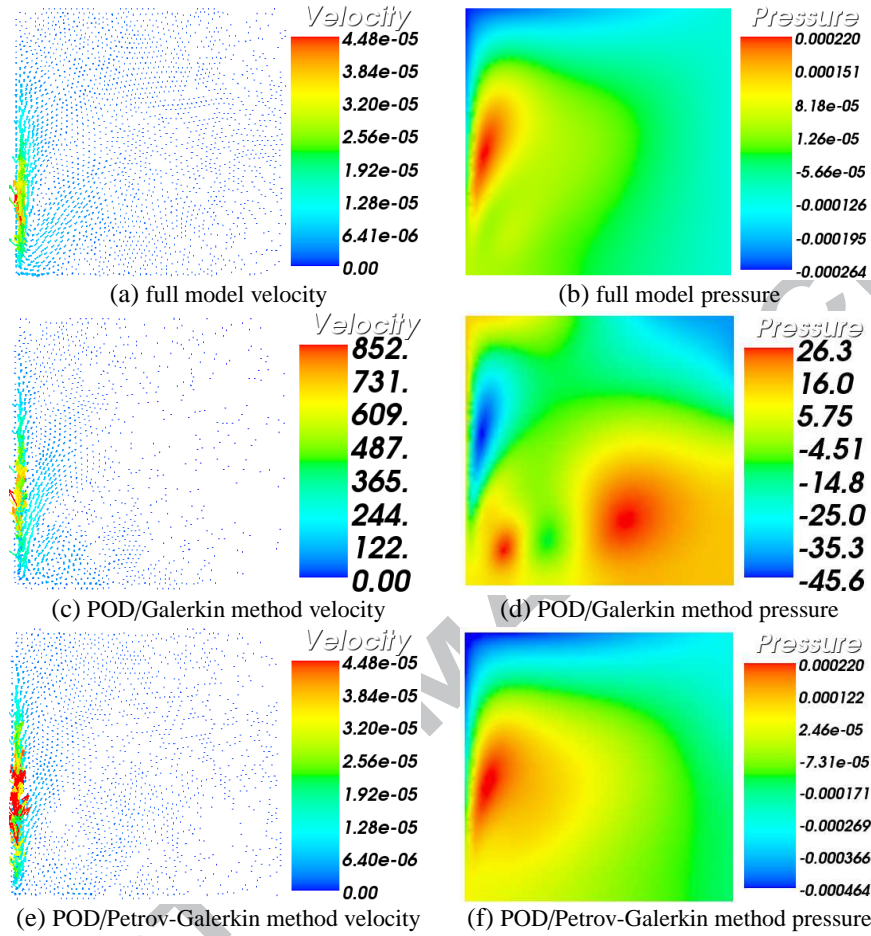 Velocity
4.48e-05
3.84e-05
3.20e-05
2.56e-05
1.92e-05
1.28e-05
6.41e-06
0.00
(a) full model velocity
Pressure
0.000220
0.000151
8.18e-05
1.26e-05
-5.66e-05
-0.000126
-0.000195
-0.000264
(b) full model pressure
Velocity
852.
731.
609.
487.
365.
244.
122.
0.00
(c) POD/Galerkin method velocity
Pressure
26.3
16.0
5.75
-4.51
-14.8
-25.0
-35.3
-45.6
(d) POD/Galerkin method pressure
Velocity
4.48e-05
3.84e-05
3.20e-05
2.56e-05
1.92e-05
1.28e-05
6.40e-06
0.00
(e) POD/Petrov-Galerkin method velocity
Pressure
0.000220
0.000122
2.46e-05
-7.31e-05
-0.000171
-0.000269
-0.000366
-0.000464
(f) POD/Petrov-Galerkin method pressure